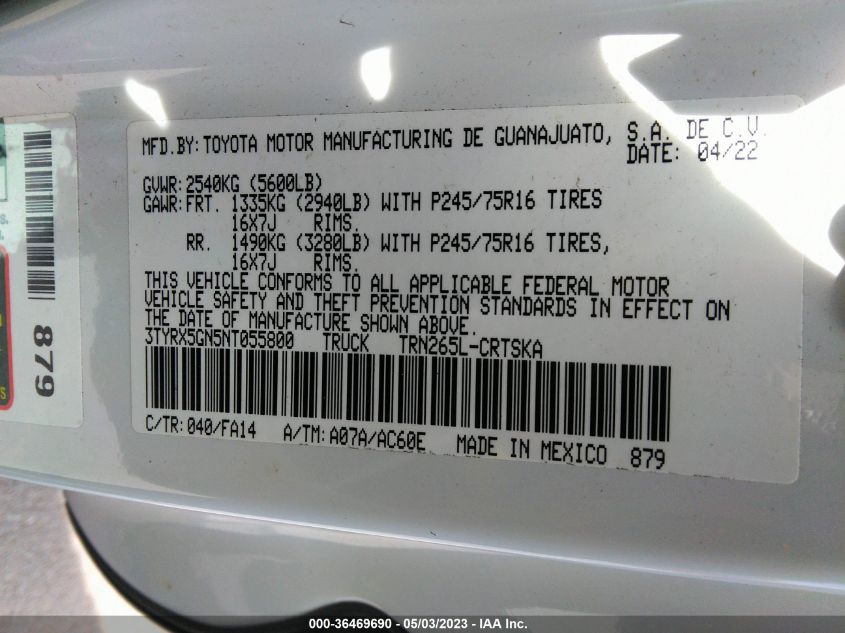 MFD.BY:TOYOTA MOTOR MANUFACTURING DE GUANAJUATO, S.A. DE C.V.
DATE: 04/22
GVWR:2540KG (5600LB)
GAWR:FRT. 1335KG (2940LB) WITH P245/75R16 TIRES
16X7J RIMS.
RR. 1490KG (3280LB) WITH P245/75R16 TIRES,
16X7J RIMS.
THIS VEHICLE CONFORMS TO ALL APPLICABLE FEDERAL MOTOR
VEHICLE SAFETY AND THEFT PREVENTION STANDARDS IN EFFECT ON
THE DATE OF MANUFACTURE SHOWN ABOVE.
3TYRX5GN5NT055800 TRUCK TRN265L-CRTSKA
C/TR:040/FA14 A/TM:A07A/AC60E MADE IN MEXICO 879
879
000-36469690 — 05/03/2023 — IAA Inc.